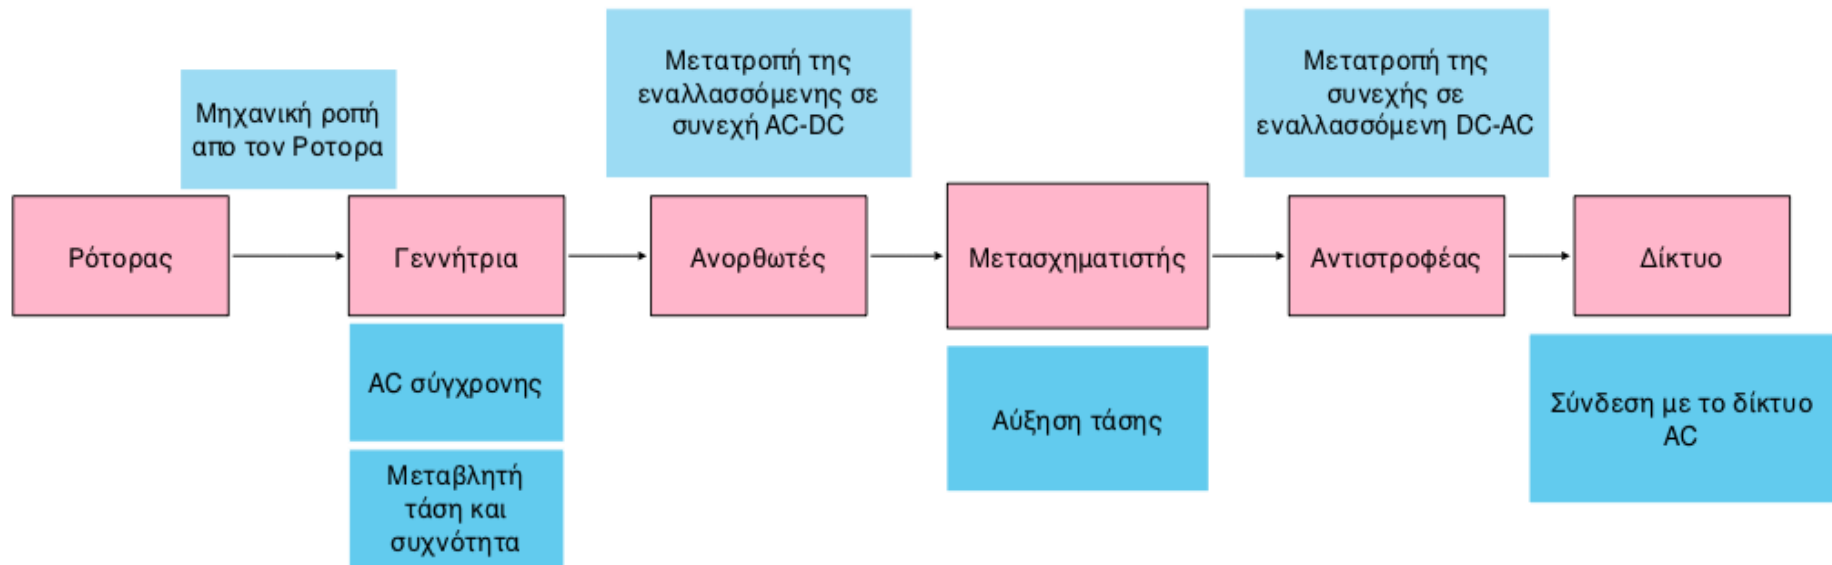 Μηχανική ροπή
απο τον Ροτορα
Μετατροπή της
εναλλασσόμενης σε
συνεχή AC-DC
Μετατροπή της
συνεχής σε
εναλλασσόμενη DC-AC
Ρότορας
Γεννήτρια
Ανορθωτές
Μετασχηματιστής
Αντιστροφέας
Δίκτυο
AC σύγχρονης
Μεταβλητή
τάση και
συχνότητα
Αύξηση τάσης
Σύνδεση με το δίκτυο
AC